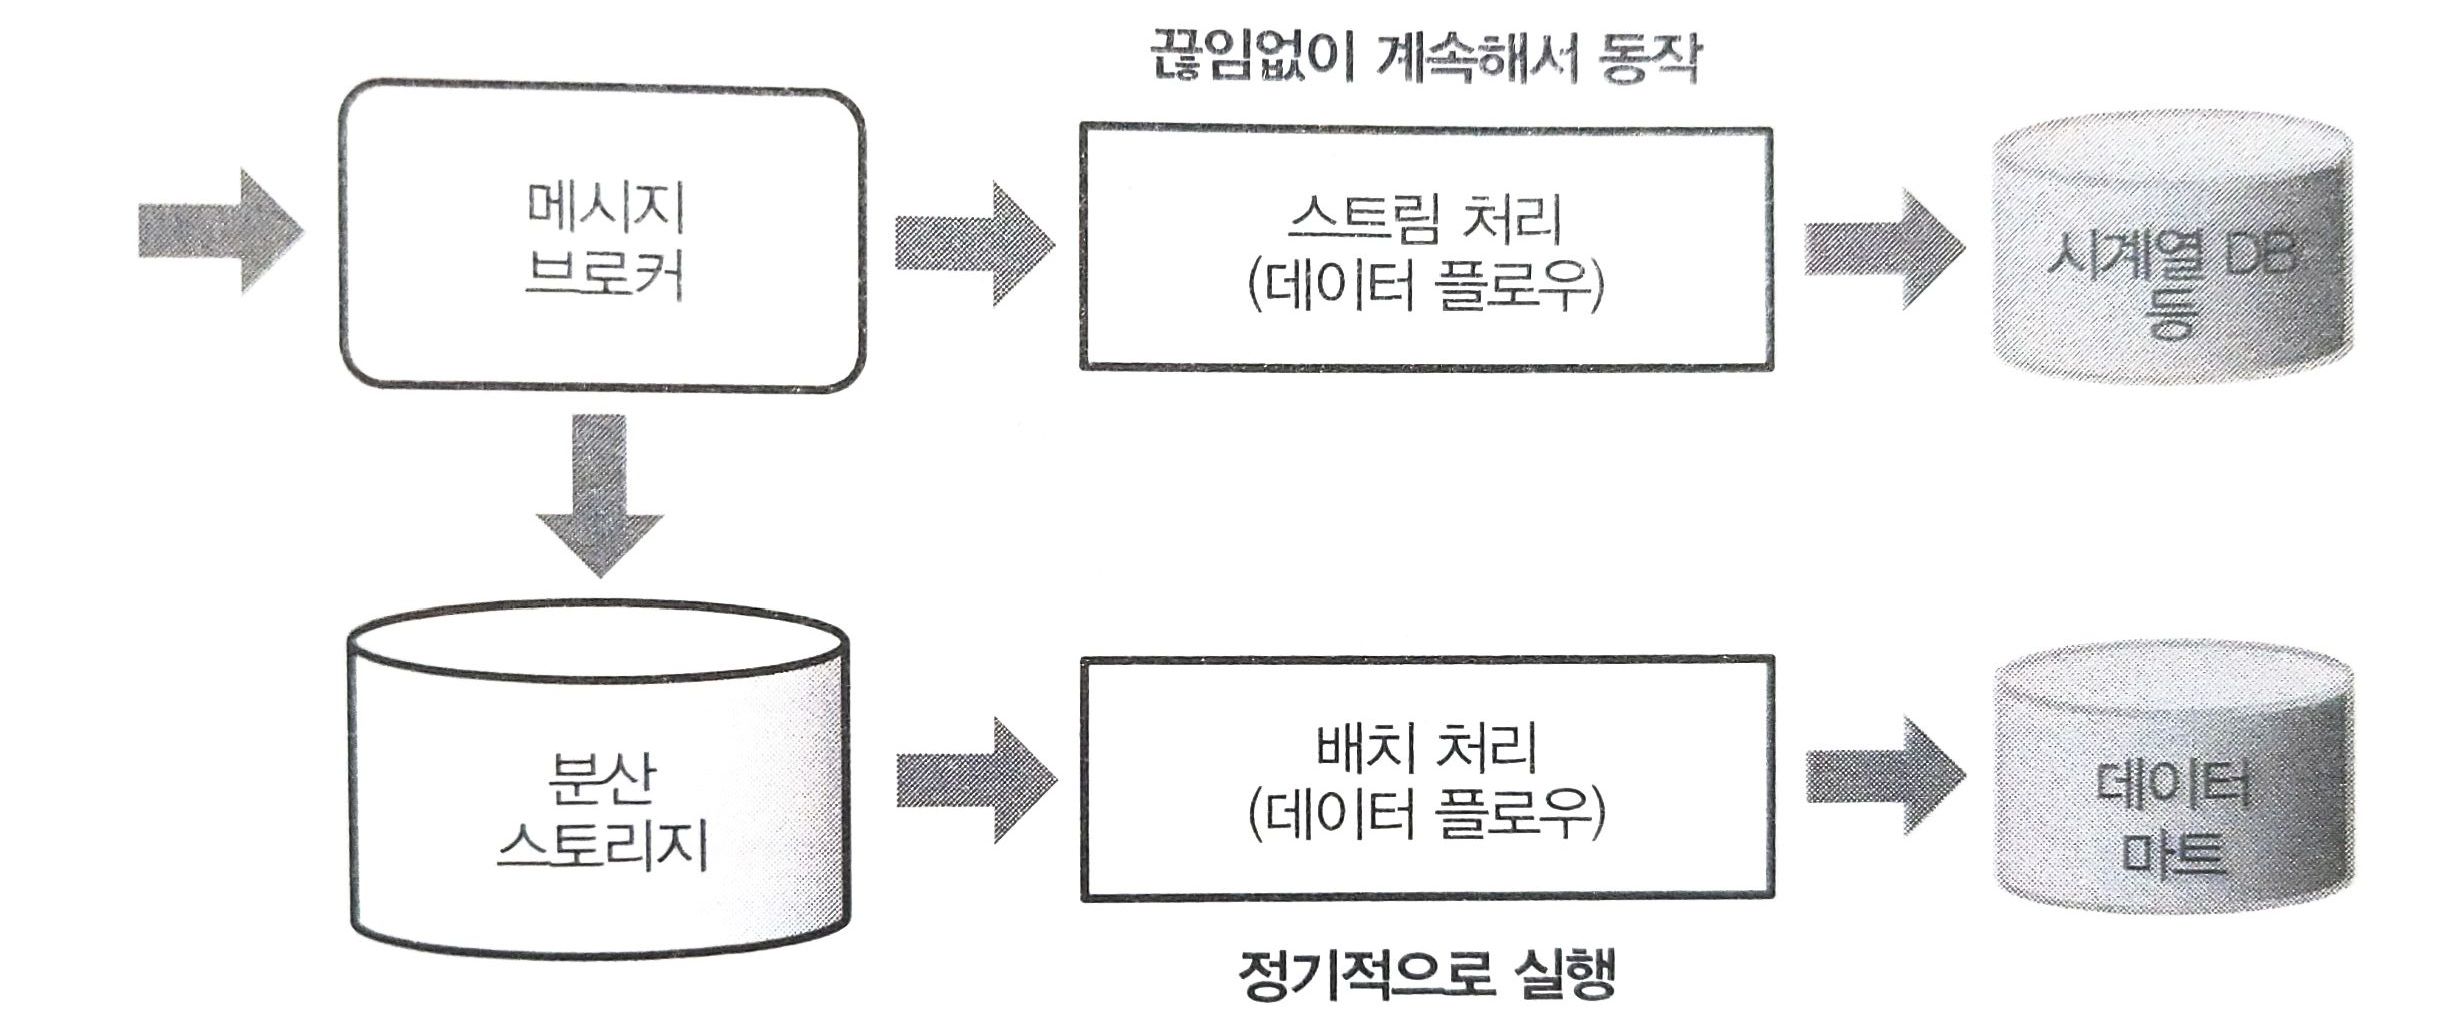 끊임없이 계속해서 동작
메시지
브로커
스트림 처리
(데이터 플로우)
시계열 DB
등
분산
스토리지
배치 처리
(데이터 플로우)
데이터
마트
정기적으로 실행